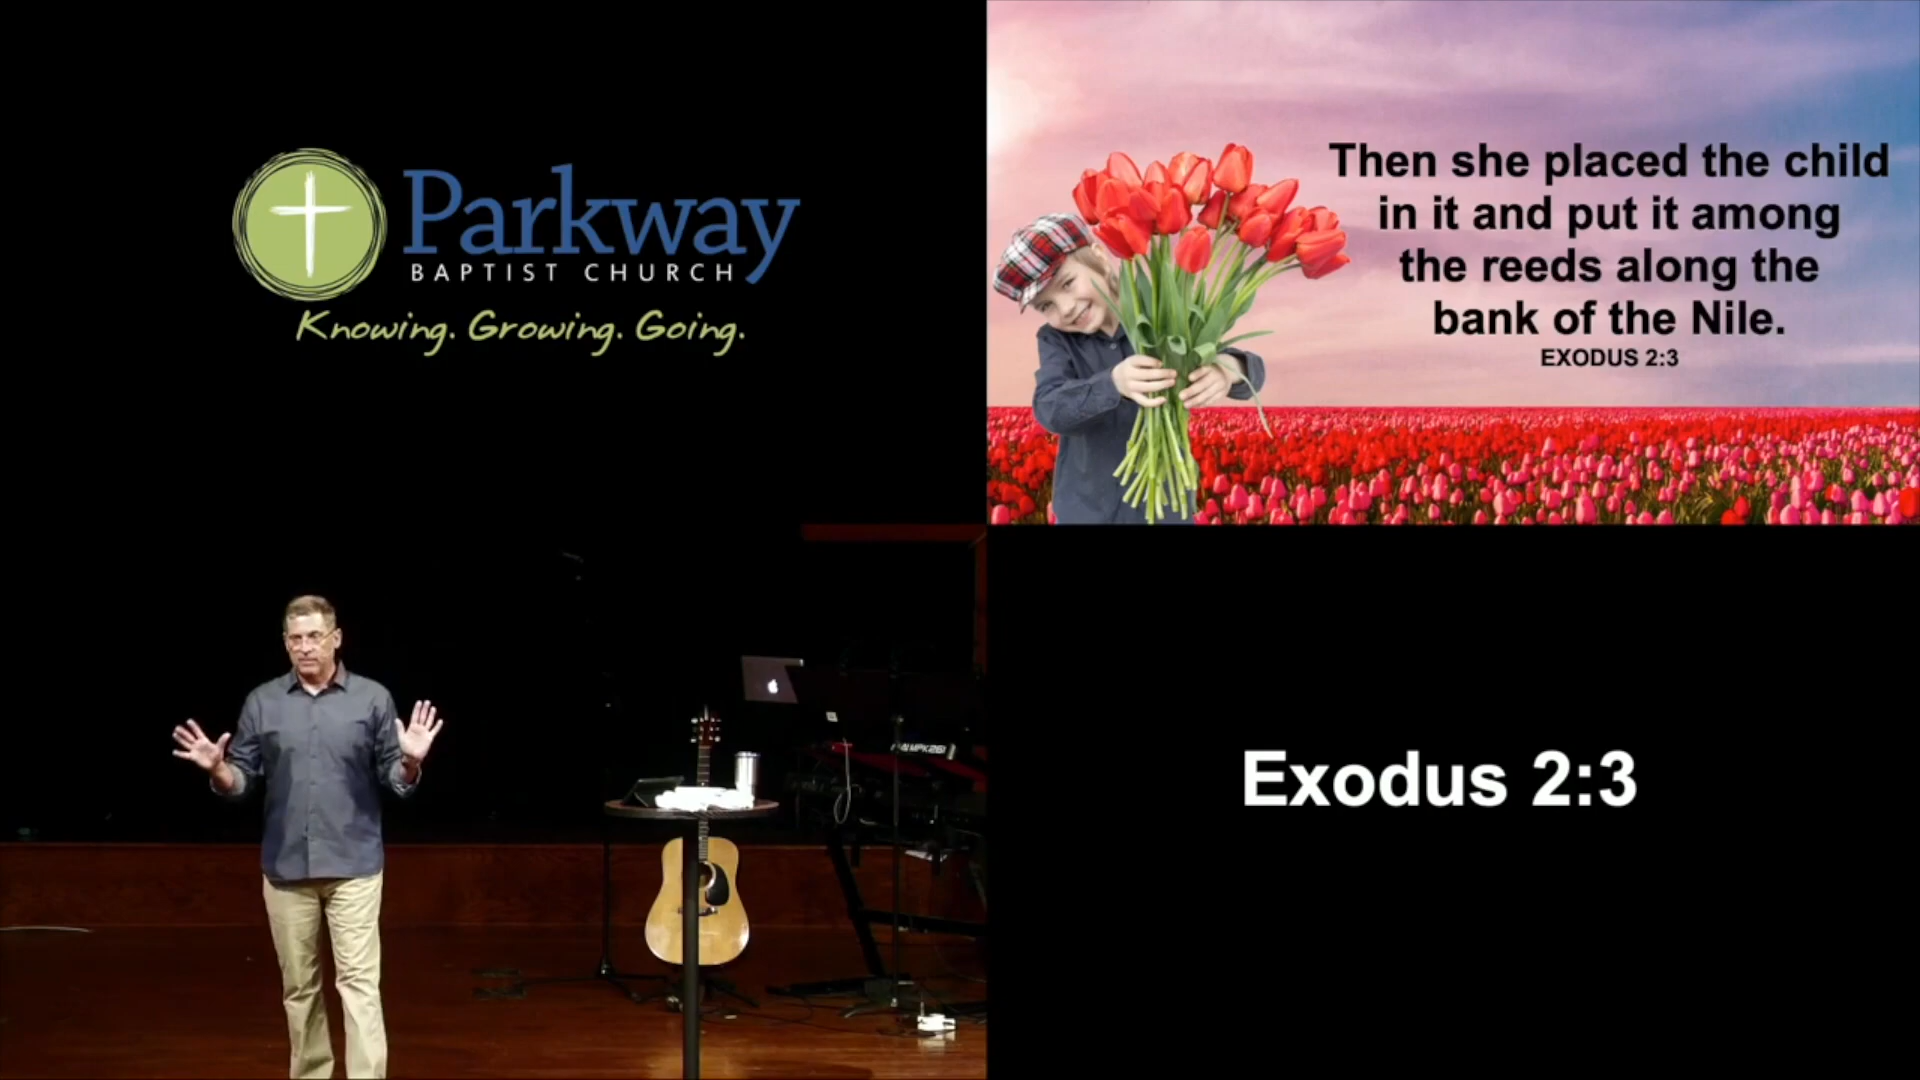 Parkway
BAPTIST CHURCH
Knowing. Growing. Going.
Then she placed the child
in it and put it among
the reeds along the
bank of the Nile.
EXODUS 2:3
Exodus 2:3